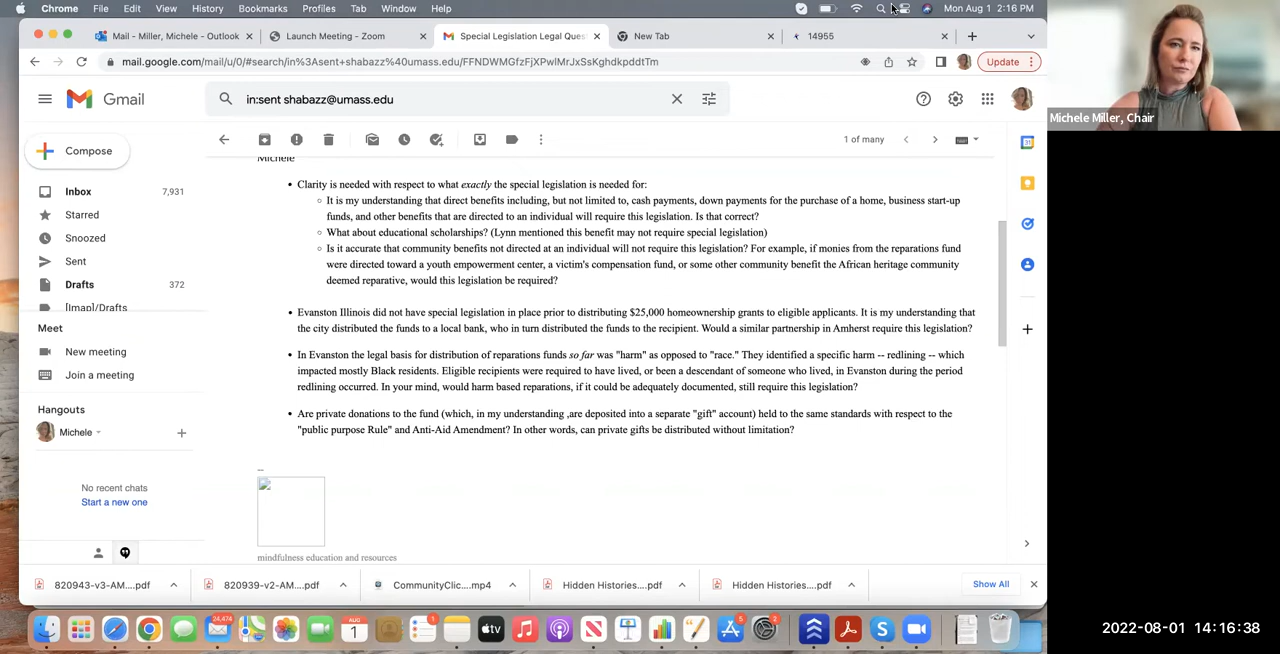 Chrome File Edit View History Bookmarks Profiles Tab Window Help Mon Aug 1 2:16 PM
Mail - Miller, Michele - Outlook Launch Meeting - Zoom Special Legislation Legal Ques New Tab 14955
mail.google.com/mail/u/0/#search/in%3Asent+shabazz%40umass.edu/FFNDWMGfzFjXPwlMrJxSsKghdkpddtTm Update
Gmail in:sent shabazz@umass.edu
Compose 1 of many
Michele
Inbox 7,931
Starred
Snoozed
Sent
Drafts 372
[Imap]/Drafts
Meet
New meeting
Join a meeting
Hangouts
Michele
No recent chats
Start a new one
• Clarity is needed with respect to what exactly the special legislation is needed for:
It is my understanding that direct benefits including, but not limited to, cash payments, down payments for the purchase of a home, business start-up
funds, and other benefits that are directed to an individual will require this legislation. Is that correct?
What about educational scholarships? (Lynn mentioned this benefit may not require special legislation)
Is it accurate that community benefits not directed at an individual will not require this legislation? For example, if monies from the reparations fund
were directed toward a youth empowerment center, a victim's compensation fund, or some other community benefit the African heritage community
deemed reparative, would this legislation be required?
• Evanston Illinois did not have special legislation in place prior to distributing $25,000 homeownership grants to eligible applicants. It is my understanding that
the city distributed the funds to a local bank, who in turn distributed the funds to the recipient. Would a similar partnership in Amherst require this legislation?
• In Evanston the legal basis for distribution of reparations funds so far was "harm" as opposed to "race." They identified a specific harm -- redlining -- which
impacted mostly Black residents. Eligible recipients were required to have lived, or been a descendant of someone who lived, in Evanston during the period
redlining occurred. In your mind, would harm based reparations, if it could be adequately documented, still require this legislation?
• Are private donations to the fund (which, in my understanding ,are deposited into a separate "gift" account) held to the same standards with respect to the
"public purpose Rule" and Anti-Aid Amendment? In other words, can private gifts be distributed without limitation?
mindfulness education and resources
820943-v3-AM....pdf 820939-v2-AM....pdf CommunityClic....mp4 Hidden Histories....pdf Hidden Histories....pdf Show All
Michele Miller, Chair
2022-08-01 14:16:38